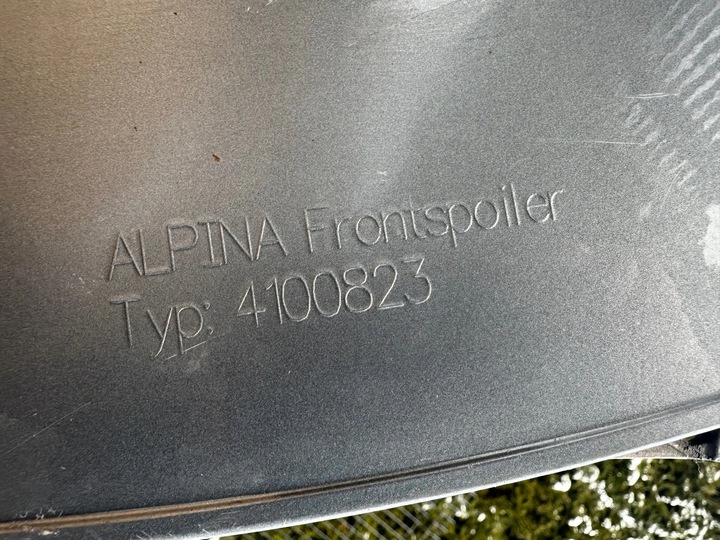 ALPINA Frontspoiler
Typ: 4100823